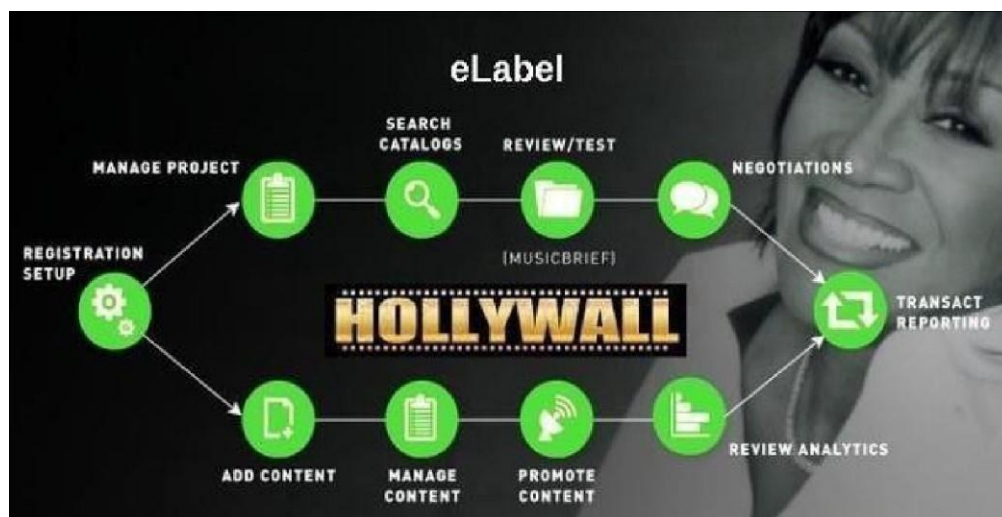 eLabel
SEARCH
CATALOGS
REVIEW/TEST
MANAGE PROJECT
NEGOTIATIONS
REGISTRATION
SETUP
(MUSICBRIEF)
HOLLYWALL
TRANSACT
REPORTING
ADD CONTENT
MANAGE
CONTENT
PROMOTE
CONTENT
REVIEW ANALYTICS